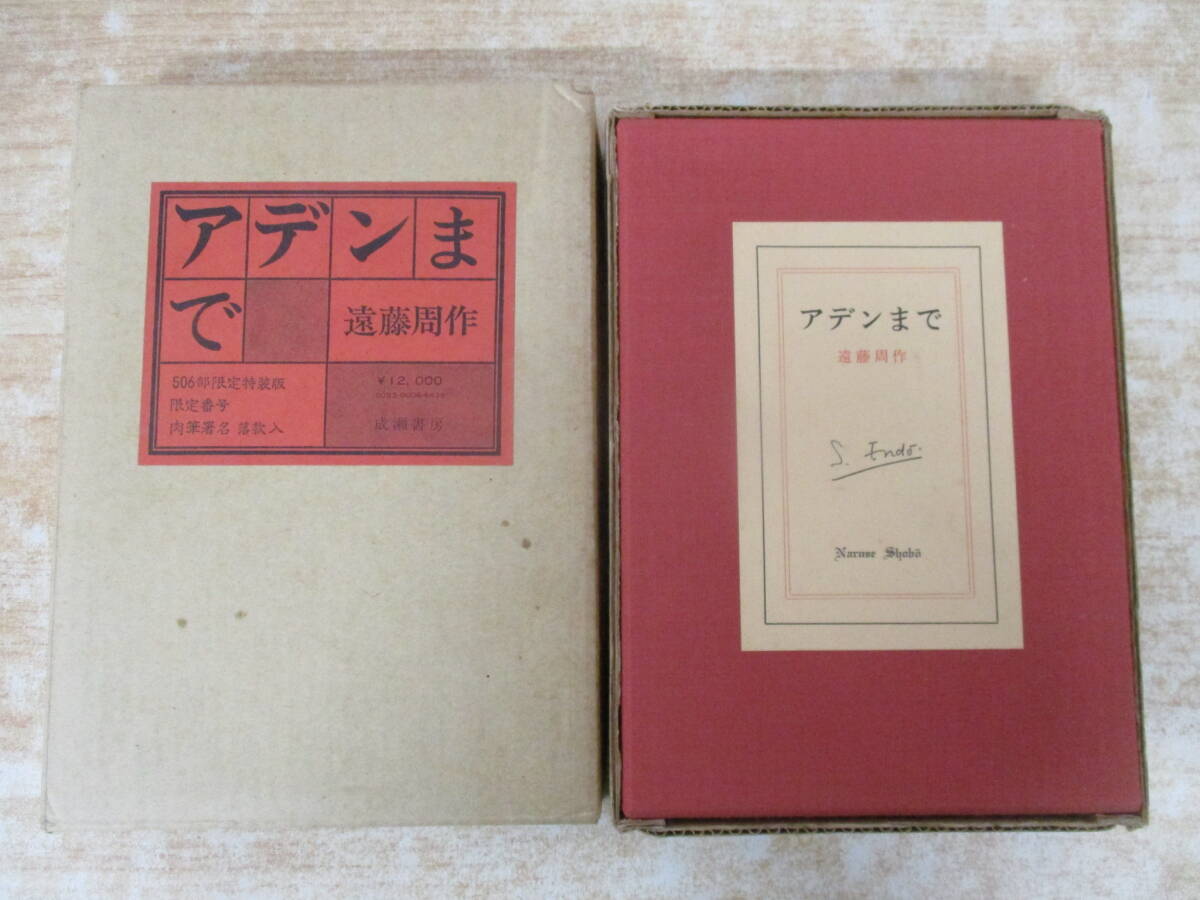 アデンま
で
遠藤周作
506部限定特装版
限定番号
肉筆署名 落款入
¥12,000
成瀬書房
アデンまで
遠藤周作
S. Endō.
Naruse Shobō